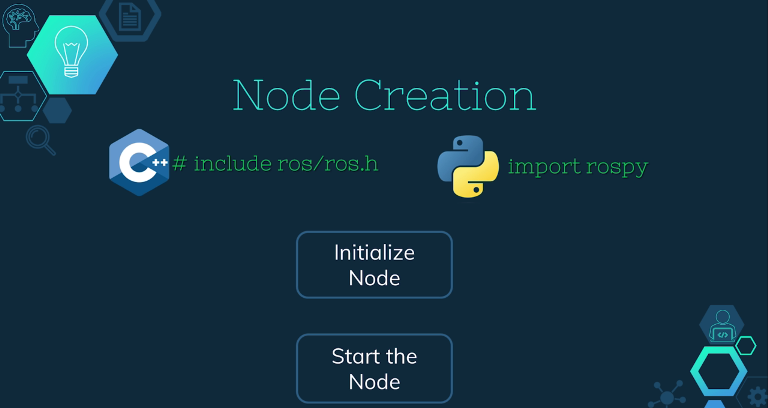 Node Creation
C++ # include ros/ros.h
import rospy
Initialize
Node
Start the
Node
</>